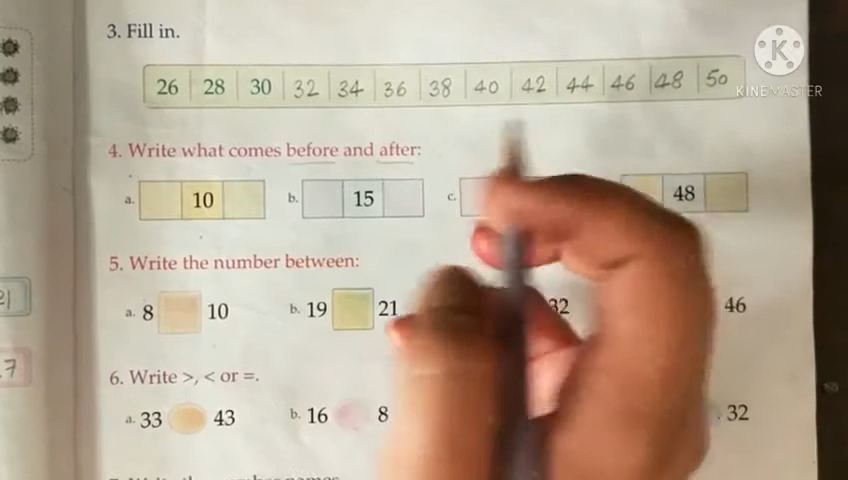 3. Fill in.
26 28 30 32 34 36 38 40 42 44 46 48 50
KINEMASTER
4. Write what comes before and after:
a. 10 b. 15 c. 48
5. Write the number between:
21
a. 8 10 b. 19 21 32 46
7
6. Write >, < or =.
a. 33 43 b. 16 8 32